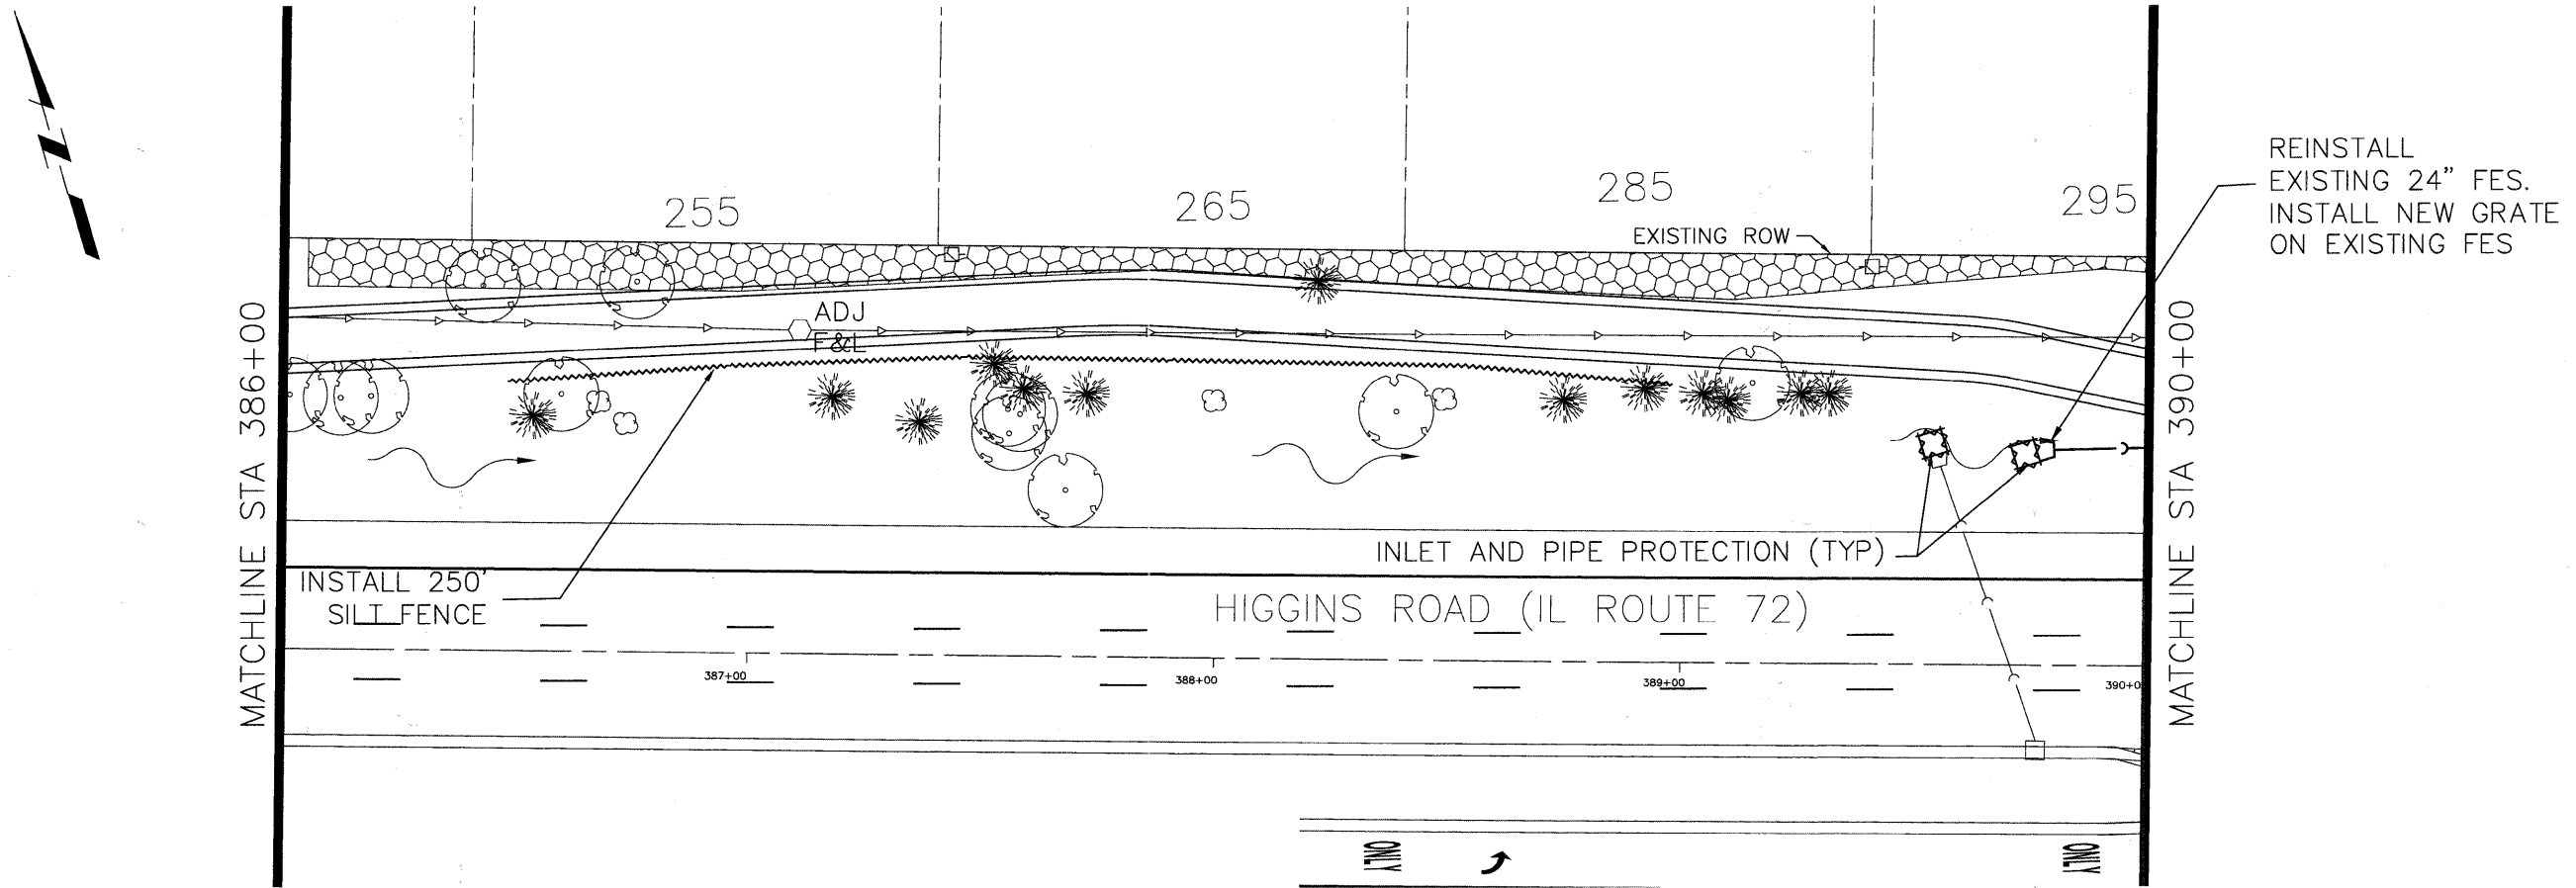 REINSTALL
EXISTING 24" FES.
INSTALL NEW GRATE
ON EXISTING FES
255
265
285
295
EXISTING ROW
ADJ
F&L
MATCHLINE STA 386+00
MATCHLINE STA 390+00
INLET AND PIPE PROTECTION (TYP)
INSTALL 250'
SILT FENCE
HIGGINS ROAD (IL ROUTE 72)
387+00
388+00
389+00
390+0
ONLY
ONLY
N